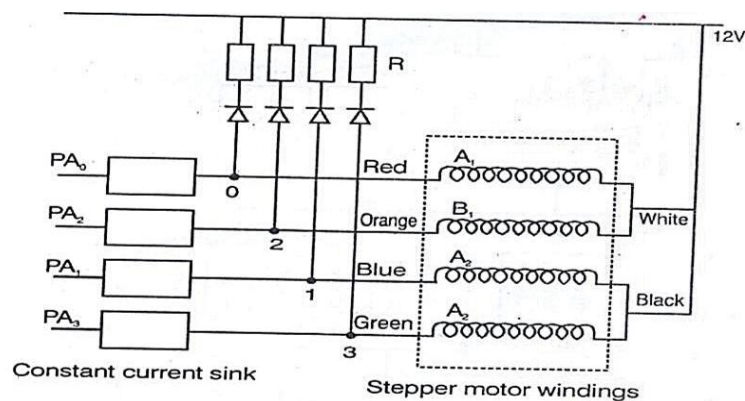 12V
R
PA₀
Red
A₁
0
White
PA₂
Orange
B₁
2
PA₁
Blue
A₂
1
Black
PA₃
Green
A₂
3
Constant current sink
Stepper motor windings